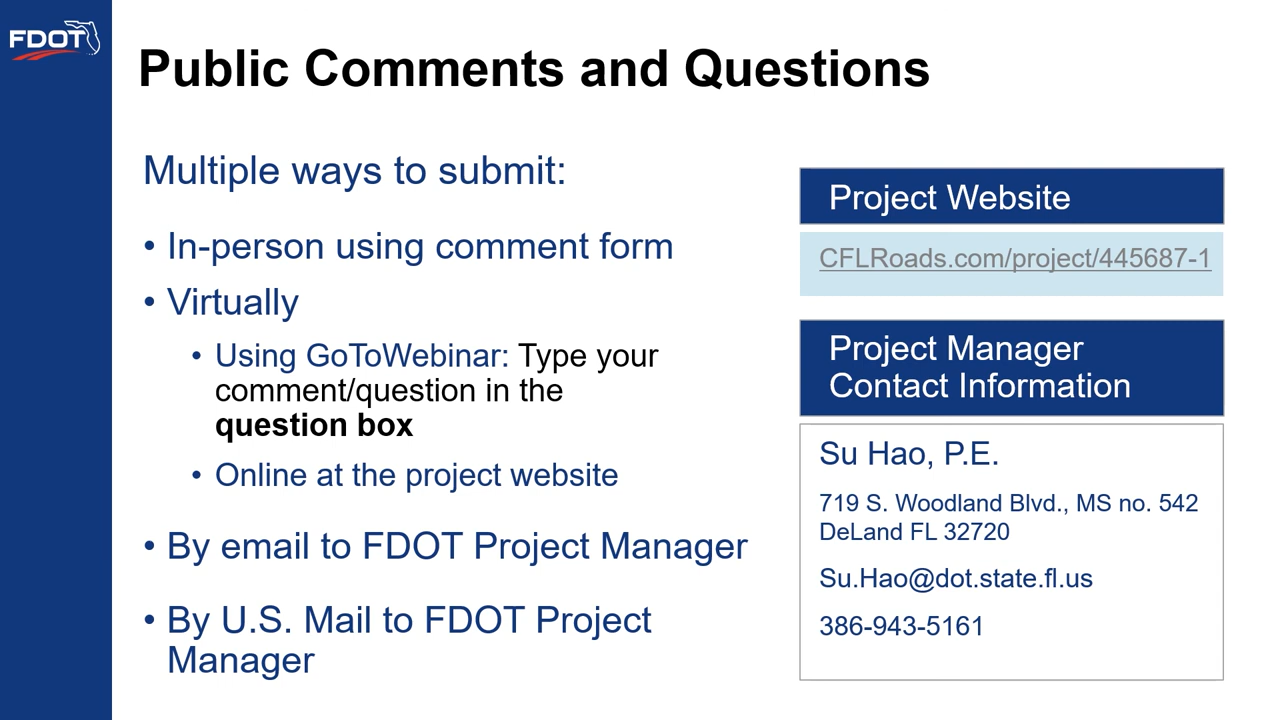 FDOT
Public Comments and Questions
Multiple ways to submit:
• In-person using comment form
• Virtually
• Using GoToWebinar: Type your
comment/question in the
question box
• Online at the project website
• By email to FDOT Project Manager
• By U.S. Mail to FDOT Project
Manager
Project Website
CFLRoads.com/project/445687-1
Project Manager
Contact Information
Su Hao, P.E.
719 S. Woodland Blvd., MS no. 542
DeLand FL 32720
Su.Hao@dot.state.fl.us
386-943-5161